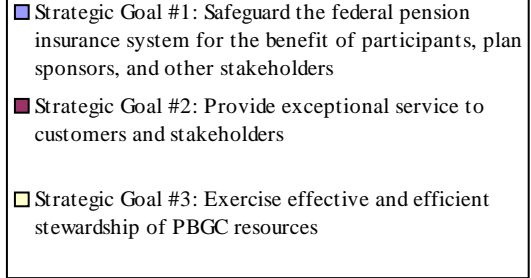 Strategic Goal #1: Safeguard the federal pension
insurance system for the benefit of participants, plan
sponsors, and other stakeholders
Strategic Goal #2: Provide exceptional service to
customers and stakeholders
Strategic Goal #3: Exercise effective and efficient
stewardship of PBGC resources